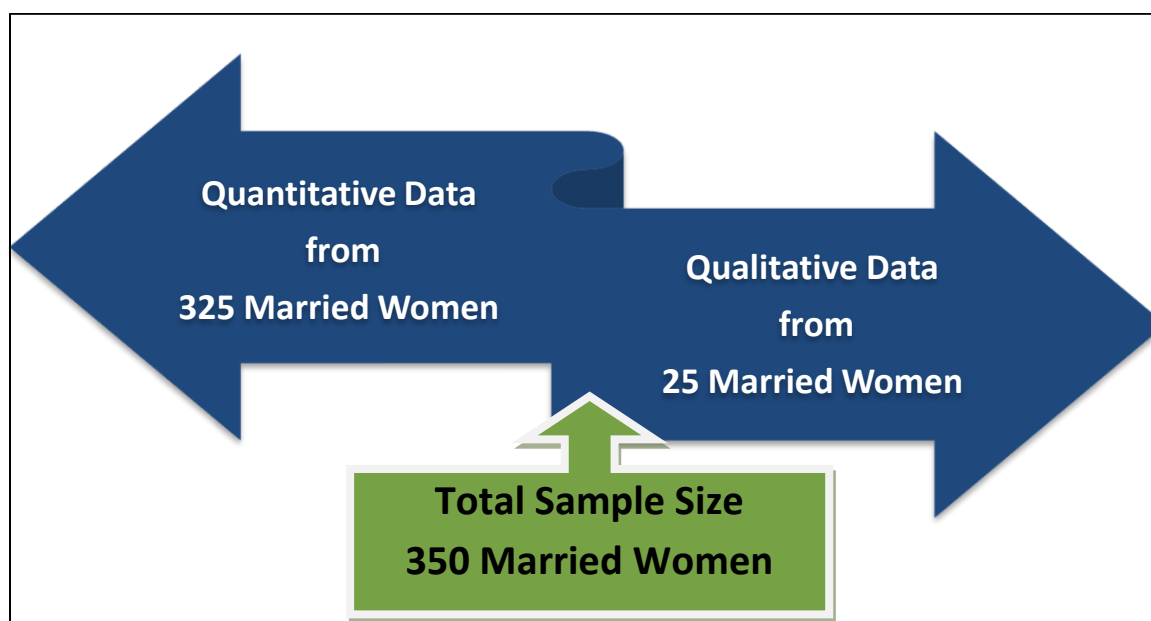 Quantitative Data
from
325 Married Women
Qualitative Data
from
25 Married Women
Total Sample Size
350 Married Women